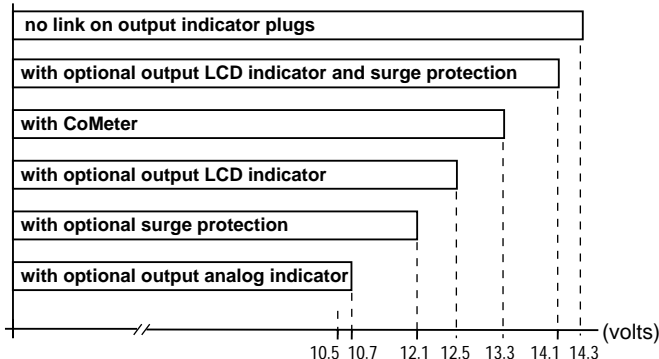 no link on output indicator plugs
with optional output LCD indicator and surge protection
with CoMeter
with optional output LCD indicator
with optional surge protection
with optional output analog indicator
(volts)
10.5 10.7 12.1 12.5 13.3 14.1 14.3